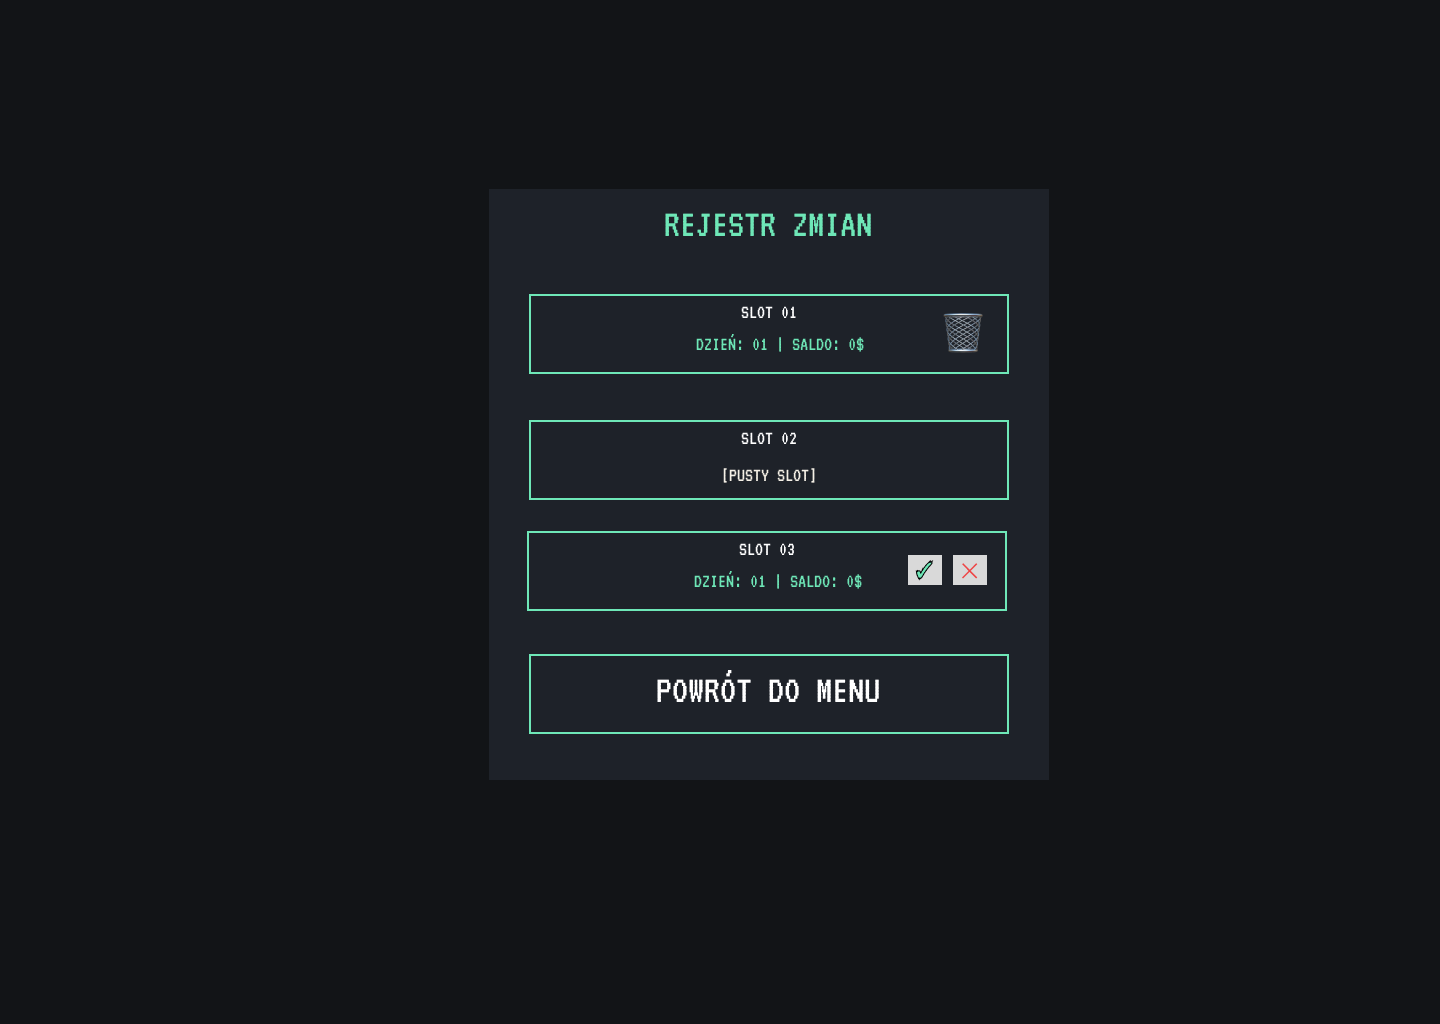 REJESTR ZMIAN
SLOT 01
DZIEŃ: 01 | SALDO: 0$
SLOT 02
[PUSTY SLOT]
SLOT 03
DZIEŃ: 01 | SALDO: 0$
POWRÓT DO MENU